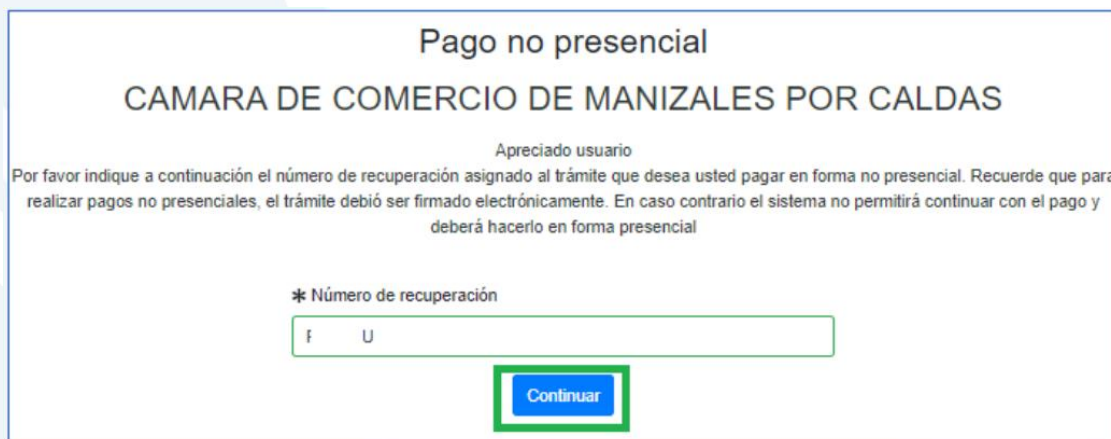 Pago no presencial
CAMARA DE COMERCIO DE MANIZALES POR CALDAS
Apreciado usuario
Por favor indique a continuación el número de recuperación asignado al trámite que desea usted pagar en forma no presencial. Recuerde que para
realizar pagos no presenciales, el trámite debió ser firmado electrónicamente. En caso contrario el sistema no permitirá continuar con el pago y
deberá hacerlo en forma presencial
* Número de recuperación
U
Continuar